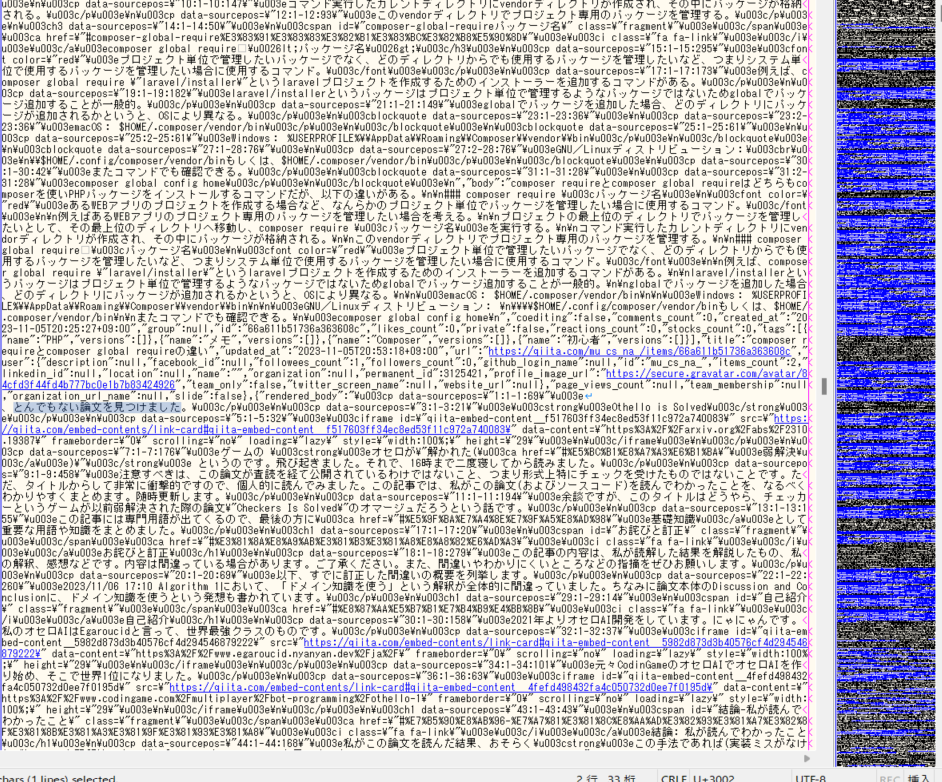 ¥u003eコマンド実行したカレントディレクトリにvendorディレクトリが作成され、その中にパッケージが格納
¥u003eこのvendorディレクトリでプロジェクト専用のパッケージを管理する。¥u003c/p¥u003e¥n¥u003ch3 data-sourcepos=¥"14:1-14:50¥"¥u003e¥n¥u003cspan id=¥"composer-global-requireパッケージ名¥" class=¥"fragment¥"¥u003e¥u003c/span¥u003e
composer global require ¥u0026lt;パッケージ名¥u0026gt;¥u003c/h3¥u003e¥n¥u003cp data-sourcepos=¥"15:1-15:295¥"¥u003e¥u003cfon
t color=¥"red¥"¥u003eプロジェクト単位で管理したいパッケージでなく、どのディレクトリからでも使用するパッケージを管理したいなど、つまりシステム単
位で使用するパッケージを管理したい場合に使用するコマンド。¥u003c/font¥u003e¥u003c/p¥u003e¥n¥u003cp data-sourcepos=¥"17:1-17:173¥"¥u003e例えば、c
omposer global require ¥"laravel/installer¥"というlaravelプロジェクトを作成するためのインストーラーを追加するコマンドがある。¥u003c/p¥u003e¥n¥u
003cp data-sourcepos=¥"19:1-19:182¥"¥u003elaravel/installerというパッケージはプロジェクト単位で管理するようなパッケージではないためglobalでパッケ
ージ追加することが一般的。¥u003c/p¥u003e¥n¥u003cp data-sourcepos=¥"21:1-21:149¥"¥u003eglobalでパッケージを追加した場合、どのディレクトリにパッケ
ージが追加されるかというと、OSにより異なる。¥u003c/p¥u003e¥n¥u003cblockquote data-sourcepos=¥"23:1-23:36¥"¥u003e¥n¥u003cp data-sourcepos=¥"23:2-
23:36¥"¥u003emacOS： $HOME/.composer/vendor/bin¥u003c/p¥u003e¥n¥u003c/blockquote¥u003e¥n¥u003cblockquote data-sourcepos=¥"25:1-25:61¥"¥u003e¥n¥u003
cp data-sourcepos=¥"25:2-25:61¥"¥u003eWindows： %USERPROFILE%¥¥AppData¥¥Roaming¥¥Composer¥¥vendor¥¥bin¥u003c/p¥u003e¥n¥u003c/blockquote¥u003e
¥n¥u003cblockquote data-sourcepos=¥"27:1-28:76¥"¥u003e¥n¥u003cp data-sourcepos=¥"27:2-28:76¥"¥u003eGNU／Linuxディストリビューション： ¥u003cbr¥u00
3e¥n¥¥$HOME/.config/composer/vendor/binもしくは、$HOME/.composer/vendor/bin¥u003c/p¥u003e¥n¥u003c/blockquote¥u003e¥n¥u003cp data-sourcepos=¥"30
:1-30:42¥"¥u003eまたコマンドでも確認できる。¥u003c/p¥u003e¥n¥u003cblockquote data-sourcepos=¥"31:1-31:28¥"¥u003e¥n¥u003cp data-sourcepos=¥"31:2-
31:28¥"¥u003ecomposer global config home¥u003c/p¥u003e¥n¥u003c/blockquote¥u003e¥n","body":"composer requireとcomposer global requireはどちらもco
mposerを使いPHPパッケージをインストールするコマンドだが、以下の違いがある。¥n¥n### composer require ¥u003cパッケージ名¥u003e¥n¥u003cfont color=¥
"red¥"¥u003eあるWEBアプリのプロジェクトを作成する場合など、なんらかのプロジェクト単位でパッケージを管理したい場合に使用するコマンド。¥u003c/font
¥u003e¥n¥n例えばあるWEBアプリのプロジェクト専用のパッケージを管理したい場合を考える。¥n¥nプロジェクトの最上位のディレクトリでパッケージを管理し
たいとして、その最上位のディレクトリへ移動し、composer require ¥u003cパッケージ名¥u003eを実行する。¥n¥nコマンド実行したカレントディレクトリにven
dorディレクトリが作成され、その中にパッケージが格納される。¥n¥nこのvendorディレクトリでプロジェクト専用のパッケージを管理する。¥n¥n### composer
global require ¥u003cパッケージ名¥u003e¥n¥u003cfont color=¥"red¥"¥u003eプロジェクト単位で管理したいパッケージでなく、どのディレクトリからでも使
用するパッケージを管理したいなど、つまりシステム単位で使用するパッケージを管理したい場合に使用するコマンド。¥u003c/font¥u003e¥n¥n例えば、compose
r global require ¥"laravel/installer¥"というlaravelプロジェクトを作成するためのインストーラーを追加するコマンドがある。¥n¥nlaravel/installerとい
うパッケージはプロジェクト単位で管理するようなパッケージではないためglobalでパッケージ追加することが一般的。¥n¥nglobalでパッケージを追加した場合
、どのディレクトリにパッケージが追加されるかというと、OSにより異なる。¥n¥n¥u003emacOS： $HOME/.composer/vendor/bin¥n¥n¥u003eWindows： %USERPROFI
LE%¥¥AppData¥¥Roaming¥¥Composer¥¥vendor¥¥bin¥n¥n¥u003eGNU／Linuxディストリビューション： ¥n¥¥$HOME/.config/composer/vendor/binもしくは、$HOME/
.composer/vendor/bin¥n¥nまたコマンドでも確認できる。¥n¥u003ecomposer global config home¥n","coediting":false,"comments_count":0,"created_at":"20
23-11-05T20:25:27+09:00","group":null,"id":"66a611b51736a363608c","likes_count":0,"private":false,"reactions_count":0,"stocks_count":0,"tags":[{
"name":"PHP","versions":[]},{"name":"メモ","versions":[]},{"name":"Composer","versions":[]},{"name":"初心者","versions":[]}],"title":"composer r
equireとcomposer global requireの違い","updated_at":"2023-11-05T20:53:18+09:00","url":"https://qiita.com/mu_cs_na_/items/66a611b51736a363608c","
user":{"description":null,"facebook_id":null,"followees_count":1,"followers_count":0,"github_login_name":null,"id":"mu_cs_na_","items_count":2,"
linkedin_id":null,"location":null,"name":"","organization":null,"permanent_id":3125421,"profile_image_url":"https://secure.gravatar.com/avatar/8
4cfd3f44fd4b777bc0e1b7b83424926","team_only":false,"twitter_screen_name":null,"website_url":null},"page_views_count":null,"team_membership":null
,"organization_url_name":null,"slide":false},{"rendered_body":"¥u003cp data-sourcepos=¥"1:1-1:69¥"¥u003e
とんでもない論文を見つけました。¥u003c/p¥u003e¥n¥u003cp data-sourcepos=¥"3:1-3:21¥"¥u003e¥u003cstrong¥u003eOthello is Solved¥u003c/strong¥u003
e¥u003c/p¥u003e¥n¥u003cp data-sourcepos=¥"5:1-5:32¥"¥u003e¥u003ciframe id=¥"qiita-embed-content__f517603ff34ec8ed53f11c972a740083¥" src=¥"https:
//qiita.com/embed-contents/link-card#qiita-embed-content__f517603ff34ec8ed53f11c972a740083¥" data-content=¥"https%3A%2F%2Farxiv.org%2Fabs%2F2310
.19387¥" frameborder=¥"0¥" scrolling=¥"no¥" loading=¥"lazy¥" style=¥"width:100%;¥" height=¥"29¥"¥u003e¥n¥u003c/iframe¥u003e¥n¥u003c/p¥u003e¥n¥u0
03cp data-sourcepos=¥"7:1-7:176¥"¥u003eゲームの ¥u003cstrong¥u003eオセロが¥"解かれた(¥u003ca href=¥"#%E5%BC%B1%E8%A7%A3%E6%B1%BA¥"¥u003e弱解決¥u
003c/a¥u003e)¥"¥u003c/strong¥u003e というのです。飛び起きました。それで、16時まで二度寝してから読みました。¥u003c/p¥u003e¥n¥u003cp data-sourcepo
s=¥"9:1-9:458¥"¥u003e注意すべきは、この論文が査読を経て公開されているわけではないこと、つまり形式上特にチェックを受けたものではないことです。ただ
だ、タイトルからして非常に衝撃的ですので、個人的に読んでみました。この記事では、私がこの論文(およびソースコード)を読んでわかったことを、なるべく
わかりやすくまとめます。随時更新します。¥u003c/p¥u003e¥n¥u003cp data-sourcepos=¥"11:1-11:194¥"¥u003e余談ですが、このタイトルはどうやら、チェッカ
ーというゲームが以前弱解決された際の論文"Checkers Is Solved"のオマージュだろうという話です。¥u003c/p¥u003e¥n¥u003cp data-sourcepos=¥"13:1-13:1
55¥"¥u003eこの記事には専門用語が出てくるので、最後の方に¥u003ca href=¥"#%E5%9F%BA%E7%A4%8E%E7%9F%A5%E8%AD%98¥"¥u003e基礎知識¥u003c/a¥u003eとして
重要な用語や知識をまとめました。¥u003c/p¥u003e¥n¥u003ch1 data-sourcepos=¥"17:1-17:20¥"¥u003e¥n¥u003cspan id=¥"お詫びと訂正¥" class=¥"fragment¥"
¥u003e¥u003c/span¥u003e¥u003ca href=¥"#%E3%81%8A%E8%A9%AB%E3%81%B3%E3%81%A8%E8%A8%82%E6%AD%A3¥"¥u003e¥u003ci class=¥"fa fa-link¥"¥u003e¥u003c/i¥u
003e¥u003c/a¥u003eお詫びと訂正¥u003c/h1¥u003e¥n¥u003cp data-sourcepos=¥"18:1-18:279¥"¥u003eこの記事の内容は、私が読解した結果を解説したもの、私
の解釈、感想などです。内容は間違っている場合があります。ご了承ください。また、間違いやわかりにくいところなどの指摘をぜひお願いします。¥u003c/p¥u
003e¥n¥u003cp data-sourcepos=¥"20:1-20:69¥"¥u003e以下、すでに訂正した間違いの概要を列挙します。¥u003c/p¥u003e¥n¥u003cp data-sourcepos=¥"22:1-22:
260¥"¥u003e2023/11/06 17:10 Algorithm 1において、「ドメイン知識を使う」という解釈が全体的に間違っていました。ちなみに論文本体のDiscussion and Co
nclusionに、ドメイン知識を使うという発想も書かれています。¥u003c/p¥u003e¥n¥u003ch1 data-sourcepos=¥"29:1-29:14¥"¥u003e¥n¥u003cspan id=¥"自己紹介
¥" class=¥"fragment¥"¥u003e¥u003c/span¥u003e¥u003ca href=¥"#%E8%87%AA%E5%B7%B1%E7%B4%B9%E4%BB%8B¥"¥u003e¥u003ci class=¥"fa fa-link¥"¥u003e¥u003c
/i¥u003e¥u003c/a¥u003e自己紹介¥u003c/h1¥u003e¥n¥u003cp data-sourcepos=¥"30:1-30:158¥"¥u003e2021年よりオセロAI開発をしています、にゃにゃんです。
私のオセロAIはEgaroucidと言って、世界最強クラスのものです。¥u003c/p¥u003e¥n¥u003cp data-sourcepos=¥"32:1-32:37¥"¥u003e¥u003ciframe id=¥"qiita-em
bed-content__5982d873d3b40576cf4d294546879222¥" src=¥"https://qiita.com/embed-contents/link-card#qiita-embed-content__5982d873d3b40576cf4d294546
879222¥" data-content=¥"https%3A%2F%2Fwww.egaroucid.nyanyan.dev%2Fja%2F¥" frameborder=¥"0¥" scrolling=¥"no¥" loading=¥"lazy¥" style=¥"width:100%
;¥" height=¥"29¥"¥u003e¥n¥u003c/iframe¥u003e¥n¥u003c/p¥u003e¥n¥u003cp data-sourcepos=¥"34:1-34:101¥"¥u003e元々CodinGameのオセロAIでオセロAIを作
り始め、そこで世界1位になりました。¥u003c/p¥u003e¥n¥u003cp data-sourcepos=¥"36:1-36:63¥"¥u003e¥u003ciframe id=¥"qiita-embed-content__4fefd498432
fa4c050732d0ee7f0195d¥" src=¥"https://qiita.com/embed-contents/link-card#qiita-embed-content__4fefd498432fa4c050732d0ee7f0195d¥" data-content=¥"
https%3A%2F%2Fwww.codingame.com%2Fmultiplayer%2Fbot-programming%2Fothello-1¥" frameborder=¥"0¥" scrolling=¥"no¥" loading=¥"lazy¥" style=¥"width:
100%;¥" height=¥"29¥"¥u003e¥n¥u003c/iframe¥u003e¥n¥u003c/p¥u003e¥n¥u003ch1 data-sourcepos=¥"43:1-43:43¥"¥u003e¥n¥u003cspan id=¥"結論-私が読んで
わかったこと¥" class=¥"fragment¥"¥u003e¥u003c/span¥u003e¥u003ca href=
¥u003e¥u003ci class=¥"fa fa-link¥"¥u003e¥u003c/i¥u003e¥u003c/a¥u003e結論: 私が読んでわかったこと
¥u003c/h1¥u003e¥n¥u003cp data-sourcepos=¥"44:1-44:168¥"¥u003e私がこの論文を読んだ結果、おそらく¥u003cstrong¥u003eこの手法であれば(実装ミスがなけ
chars (1 lines) selected. 2 行 33 桁 CRLF U+3002 UTF-8 REC 挿入